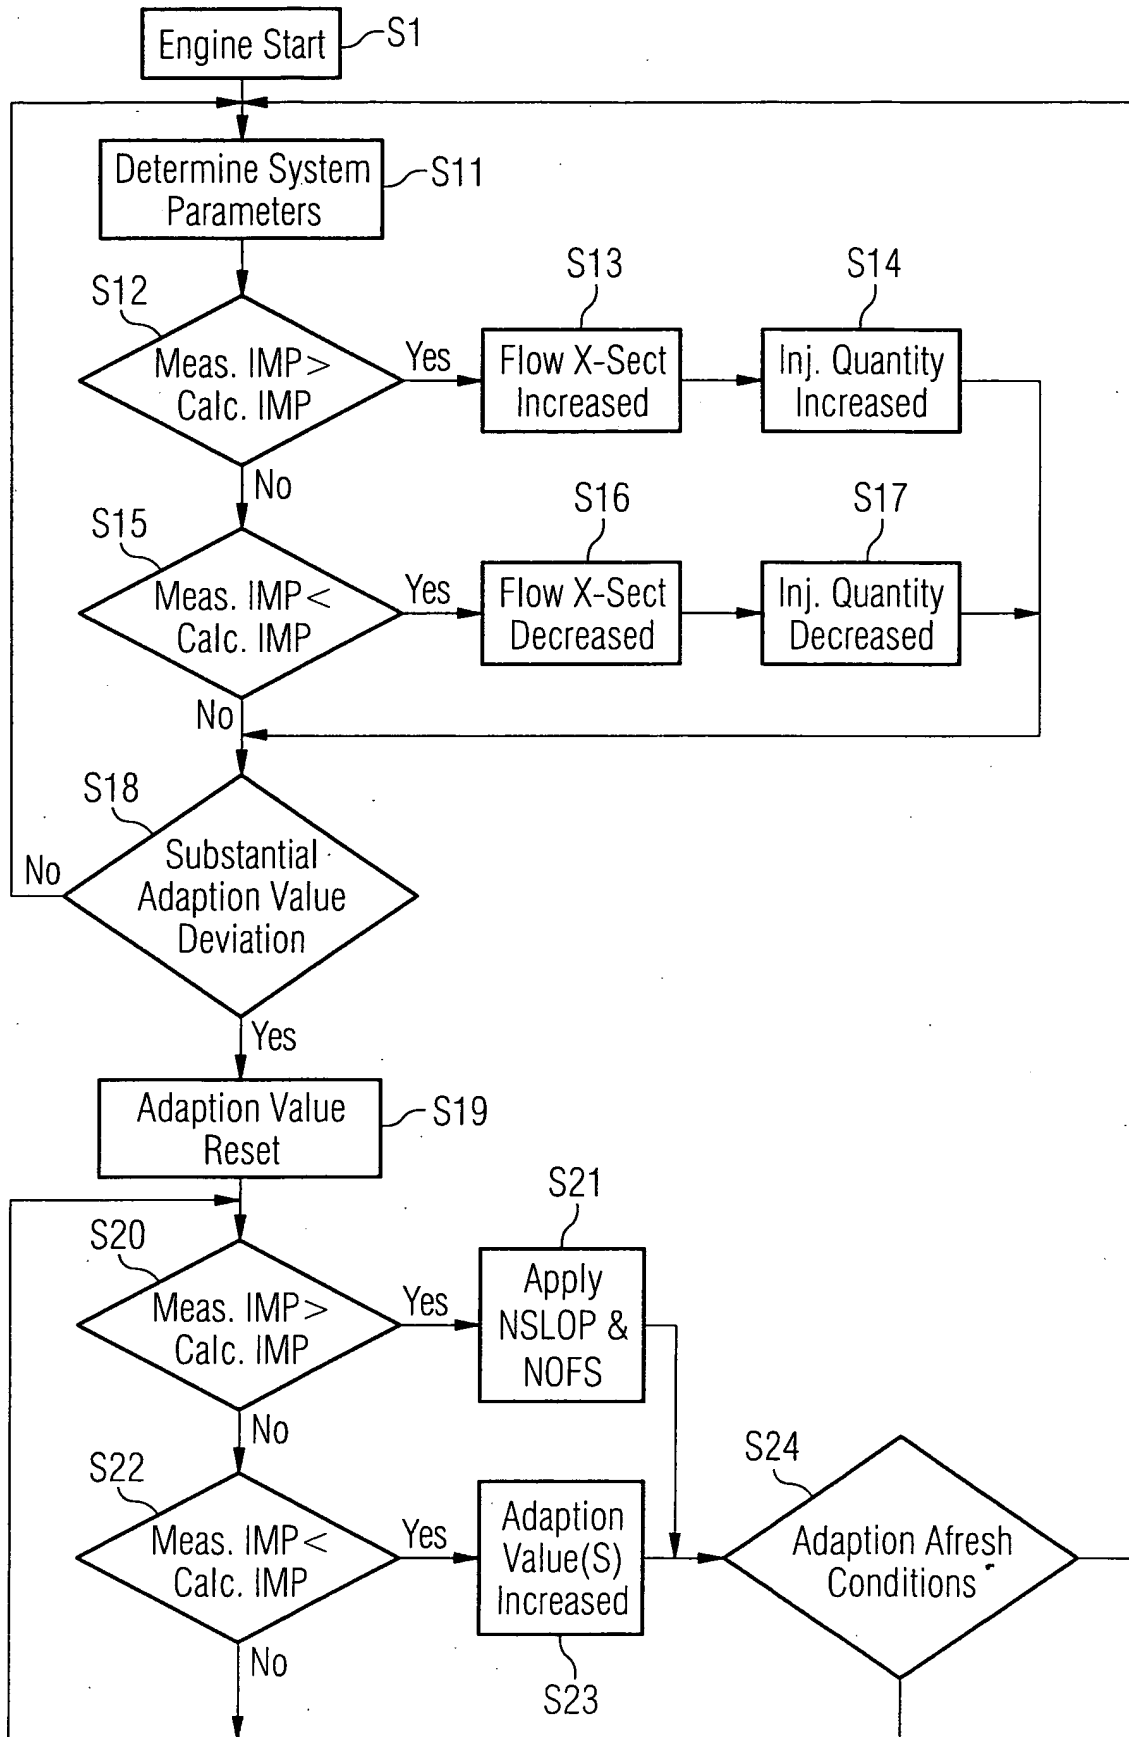 Engine Start
S1
Determine System
Parameters
S11
S12
Meas. IMP>
Calc. IMP
Yes
S13
Flow X-Sect
Increased
S14
Inj. Quantity
Increased
No
S15
Meas. IMP<
Calc. IMP
Yes
S16
Flow X-Sect
Decreased
S17
Inj. Quantity
Decreased
No
S18
Substantial
Adaption Value
Deviation
No
Yes
Adaption Value
Reset
S19
S20
Meas. IMP>
Calc. IMP
Yes
S21
Apply
NSLOP &
NOFS
No
S22
Meas. IMP<
Calc. IMP
Yes
Adaption
Value(S)
Increased
S23
S24
Adaption Afresh
Conditions
No